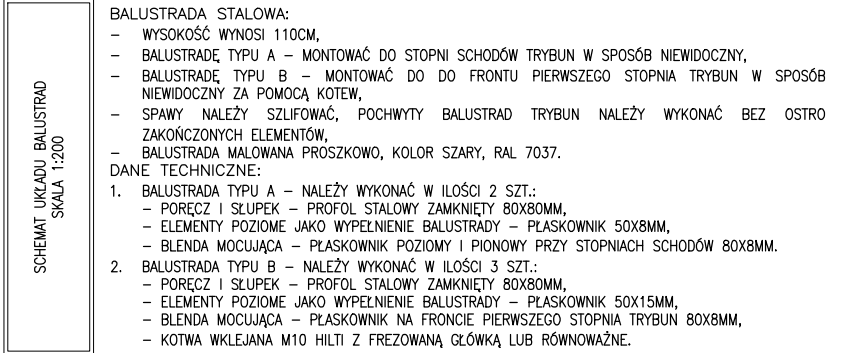 SCHEMAT UKŁADU BALUSTRAD
SKALA 1:200
BALUSTRADA STALOWA:
– WYSOKOŚĆ WYNOSI 110CM,
– BALUSTRADĘ TYPU A – MONTOWAĆ DO STOPNI SCHODÓW TRYBUN W SPOSÓB NIEWIDOCZNY,
– BALUSTRADĘ TYPU B – MONTOWAĆ DO DO FRONTU PIERWSZEGO STOPNIA TRYBUN W SPOSÓB
NIEWIDOCZNY ZA POMOCĄ KOTEW,
– SPAWY NALEŻY SZLIFOWAĆ, POCHWYTY BALUSTRAD TRYBUN NALEŻY WYKONAĆ BEZ OSTRO
ZAKOŃCZONYCH ELEMENTÓW,
– BALUSTRADA MALOWANA PROSZKOWO, KOLOR SZARY, RAL 7037.
DANE TECHNICZNE:
1. BALUSTRADA TYPU A – NALEŻY WYKONAĆ W ILOŚCI 2 SZT.:
– PORĘCZ I SŁUPEK – PROFOL STALOWY ZAMKNIĘTY 80X80MM,
– ELEMENTY POZIOME JAKO WYPEŁNIENIE BALUSTRADY – PŁASKOWNIK 50X8MM,
– BLENDA MOCUJĄCA – PŁASKOWNIK POZIOMY I PIONOWY PRZY STOPNIACH SCHODÓW 80X8MM.
2. BALUSTRADA TYPU B – NALEŻY WYKONAĆ W ILOŚCI 3 SZT.:
– PORĘCZ I SŁUPEK – PROFOL STALOWY ZAMKNIĘTY 80X80MM,
– ELEMENTY POZIOME JAKO WYPEŁNIENIE BALUSTRADY – PŁASKOWNIK 50X15MM,
– BLENDA MOCUJĄCA – PŁASKOWNIK NA FRONCIE PIERWSZEGO STOPNIA TRYBUN 80X8MM,
– KOTWA WKLEJANA M10 HILTI Z FREZOWANĄ GŁÓWKĄ LUB RÓWNOWAŻNE.